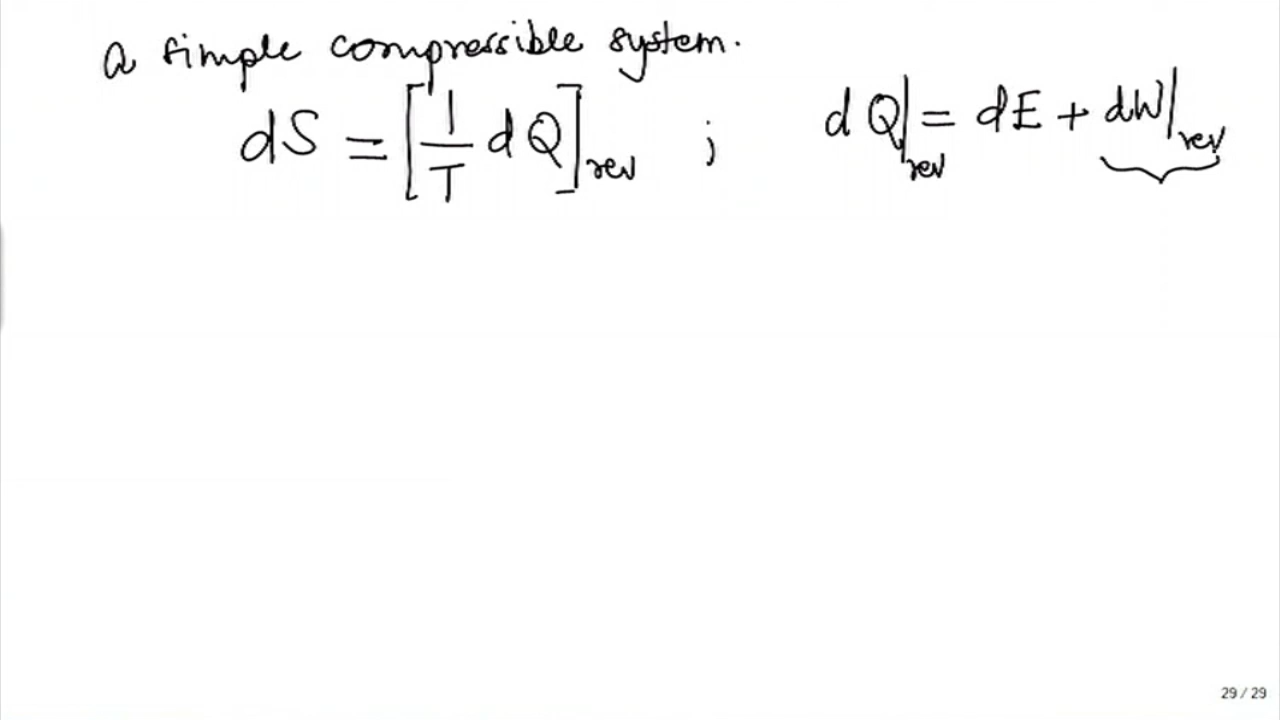 a simple compressible system.
dS = [1/T dQ]rev ; dQ|rev = dE + dW|rev
29 / 29